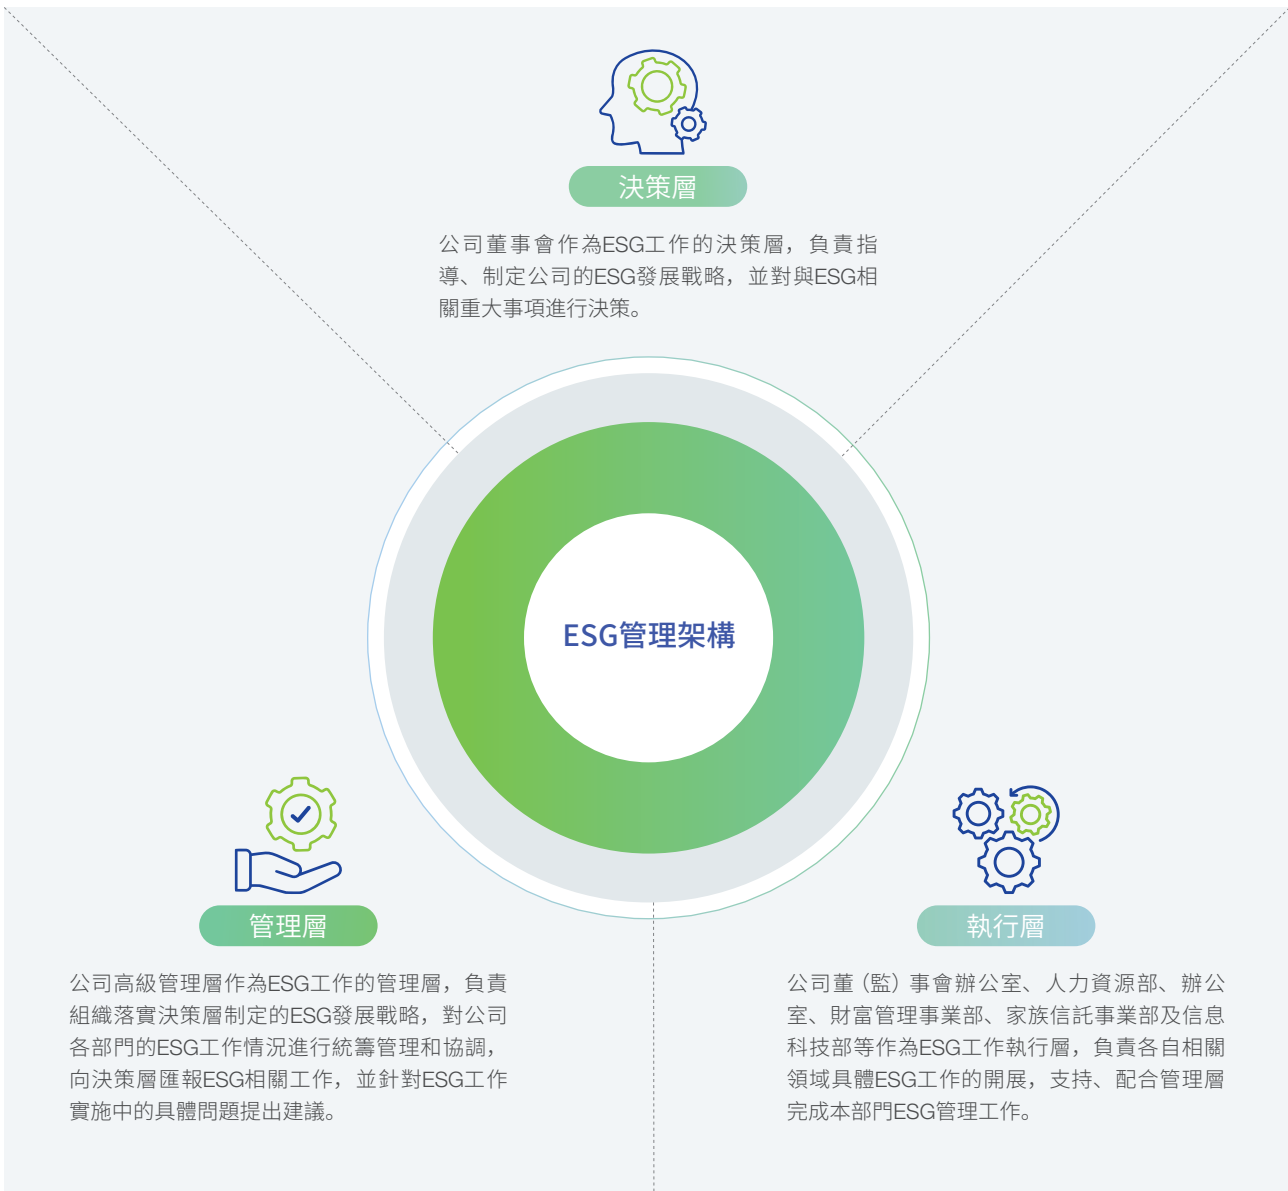 決策層
公司董事會作為ESG工作的決策層，負責指
導、制定公司的ESG發展戰略，並對與ESG相
關重大事項進行決策。
ESG管理架構
管理層
公司高級管理層作為ESG工作的管理層，負責
組織落實決策層制定的ESG發展戰略，對公司
各部門的ESG工作情況進行統籌管理和協調，
向決策層匯報ESG相關工作，並針對ESG工作
實施中的具體問題提出建議。
執行層
公司董（監）事會辦公室、人力資源部、辦公
室、財富管理事業部、家族信託事業部及信息
科技部等作為ESG工作執行層，負責各自相關
領域具體ESG工作的開展，支持、配合管理層
完成本部門ESG管理工作。